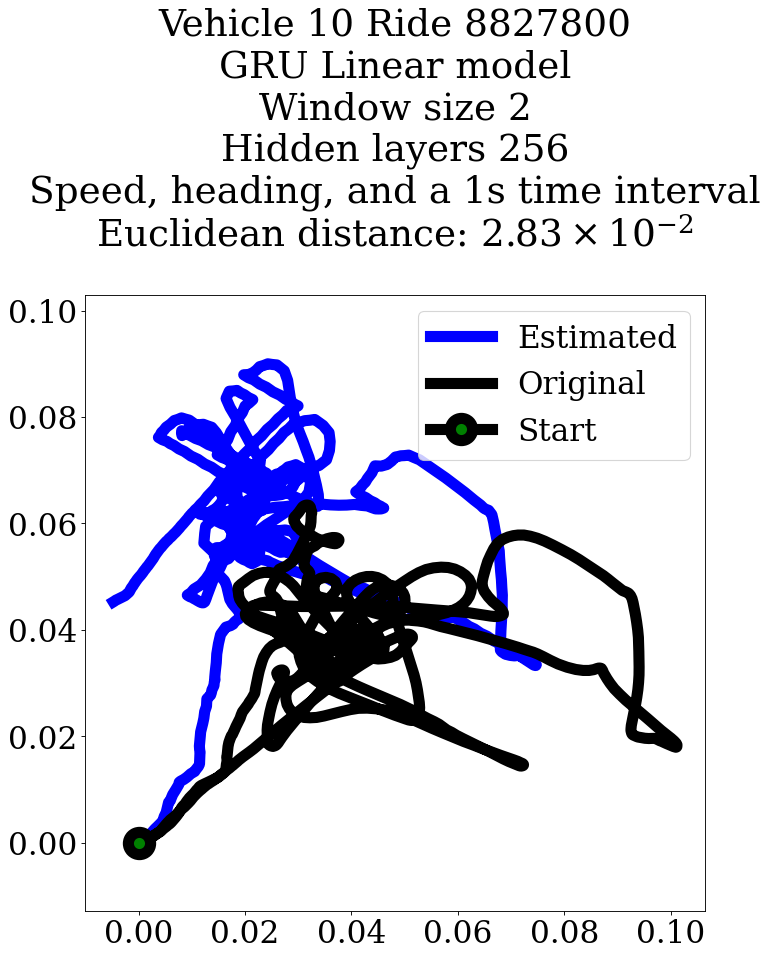 Vehicle 10 Ride 8827800
GRU Linear model
Window size 2
Hidden layers 256
Speed, heading, and a 1s time interval
Euclidean distance: 2.83 × 10⁻²
0.10
Estimated
Original
Start
0.08
0.06
0.04
0.02
0.00
0.00 0.02 0.04 0.06 0.08 0.10